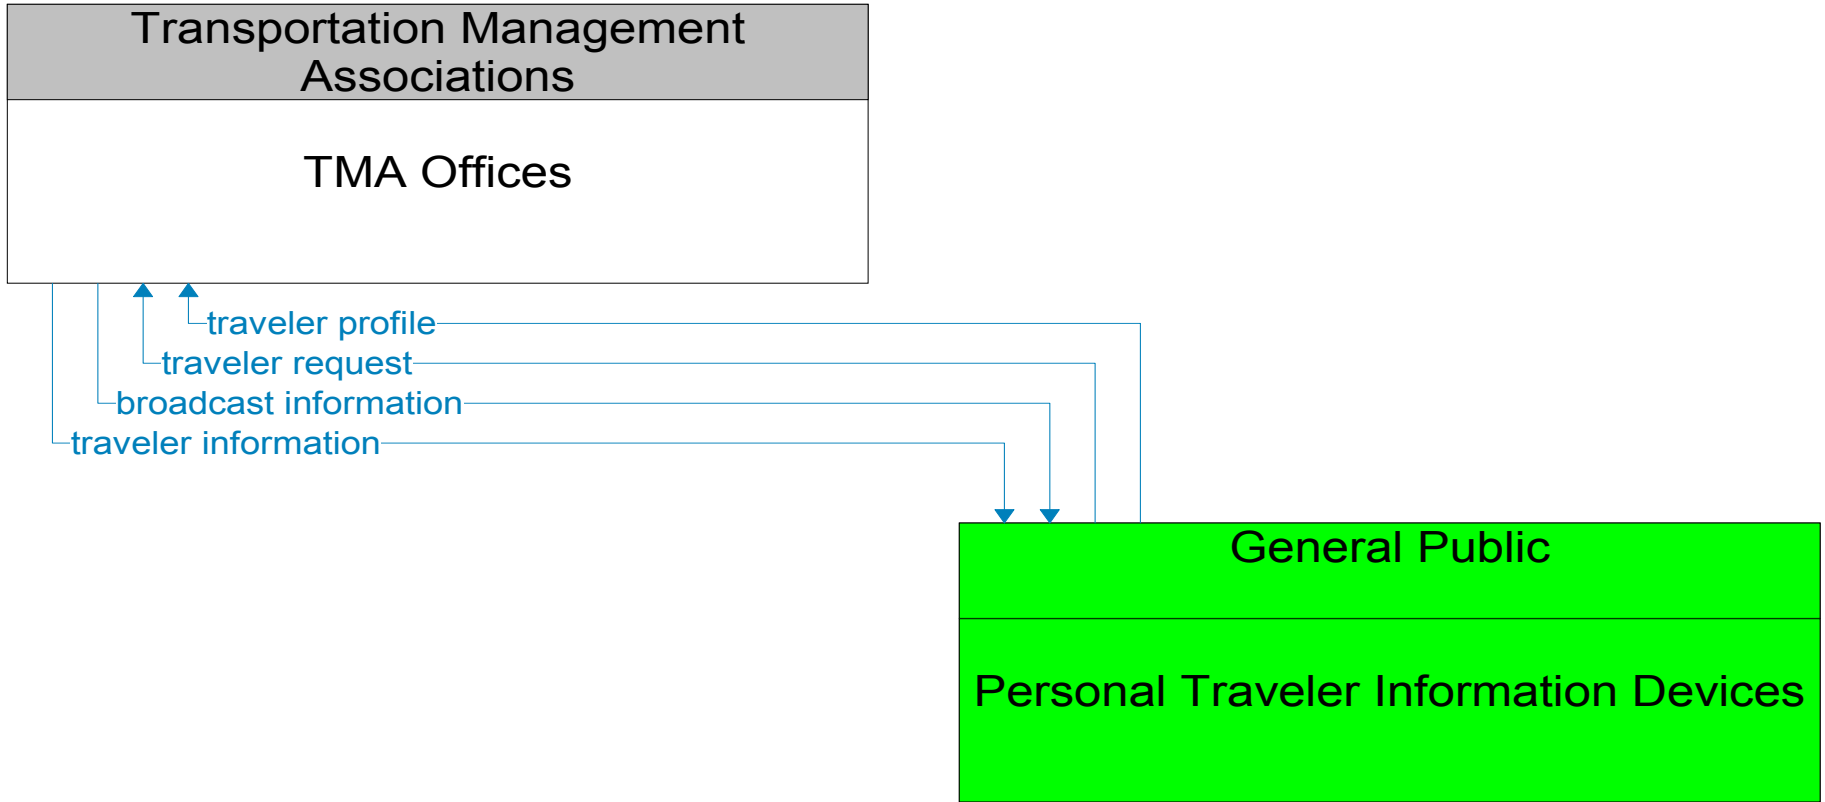 Transportation Management
Associations
TMA Offices
traveler profile
traveler request
broadcast information
traveler information
General Public
Personal Traveler Information Devices